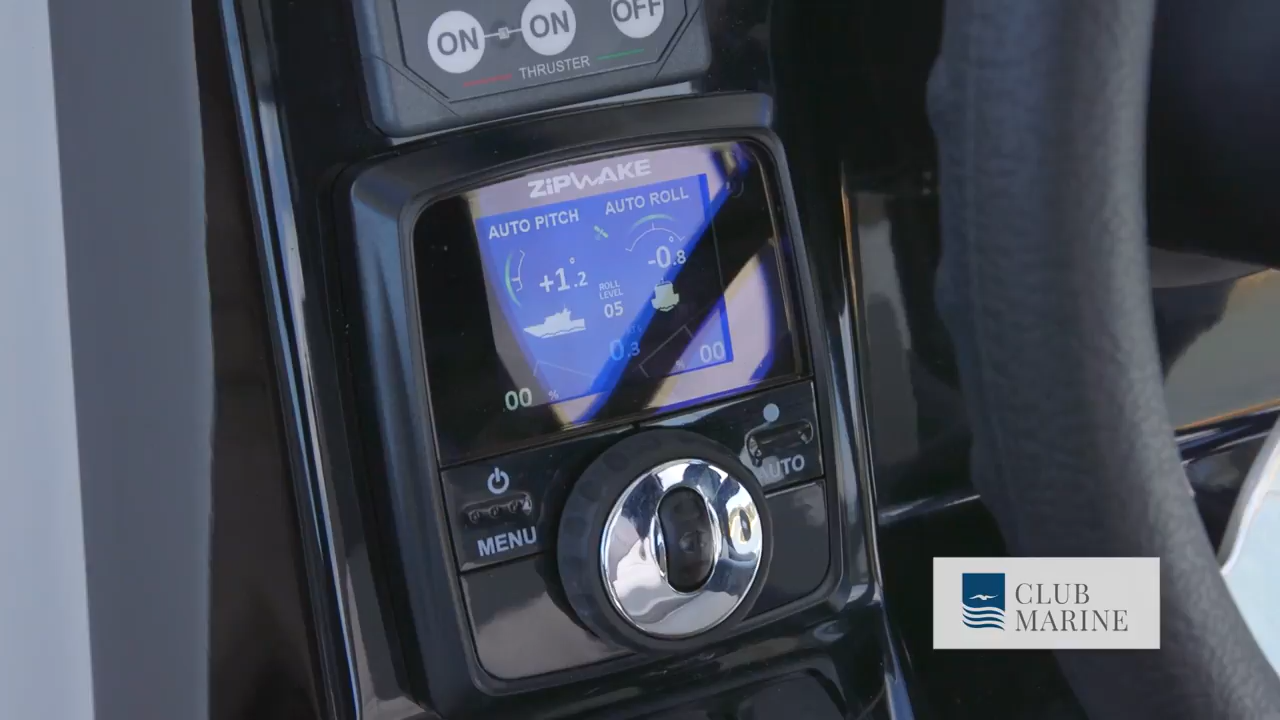 ON ON OFF
THRUSTER
ZIPWAKE
AUTO PITCH AUTO ROLL
+1°.2 -0°.8
ROLL
LEVEL
05
0.3
00 % % 00
AUTO
MENU
CLUB
MARINE